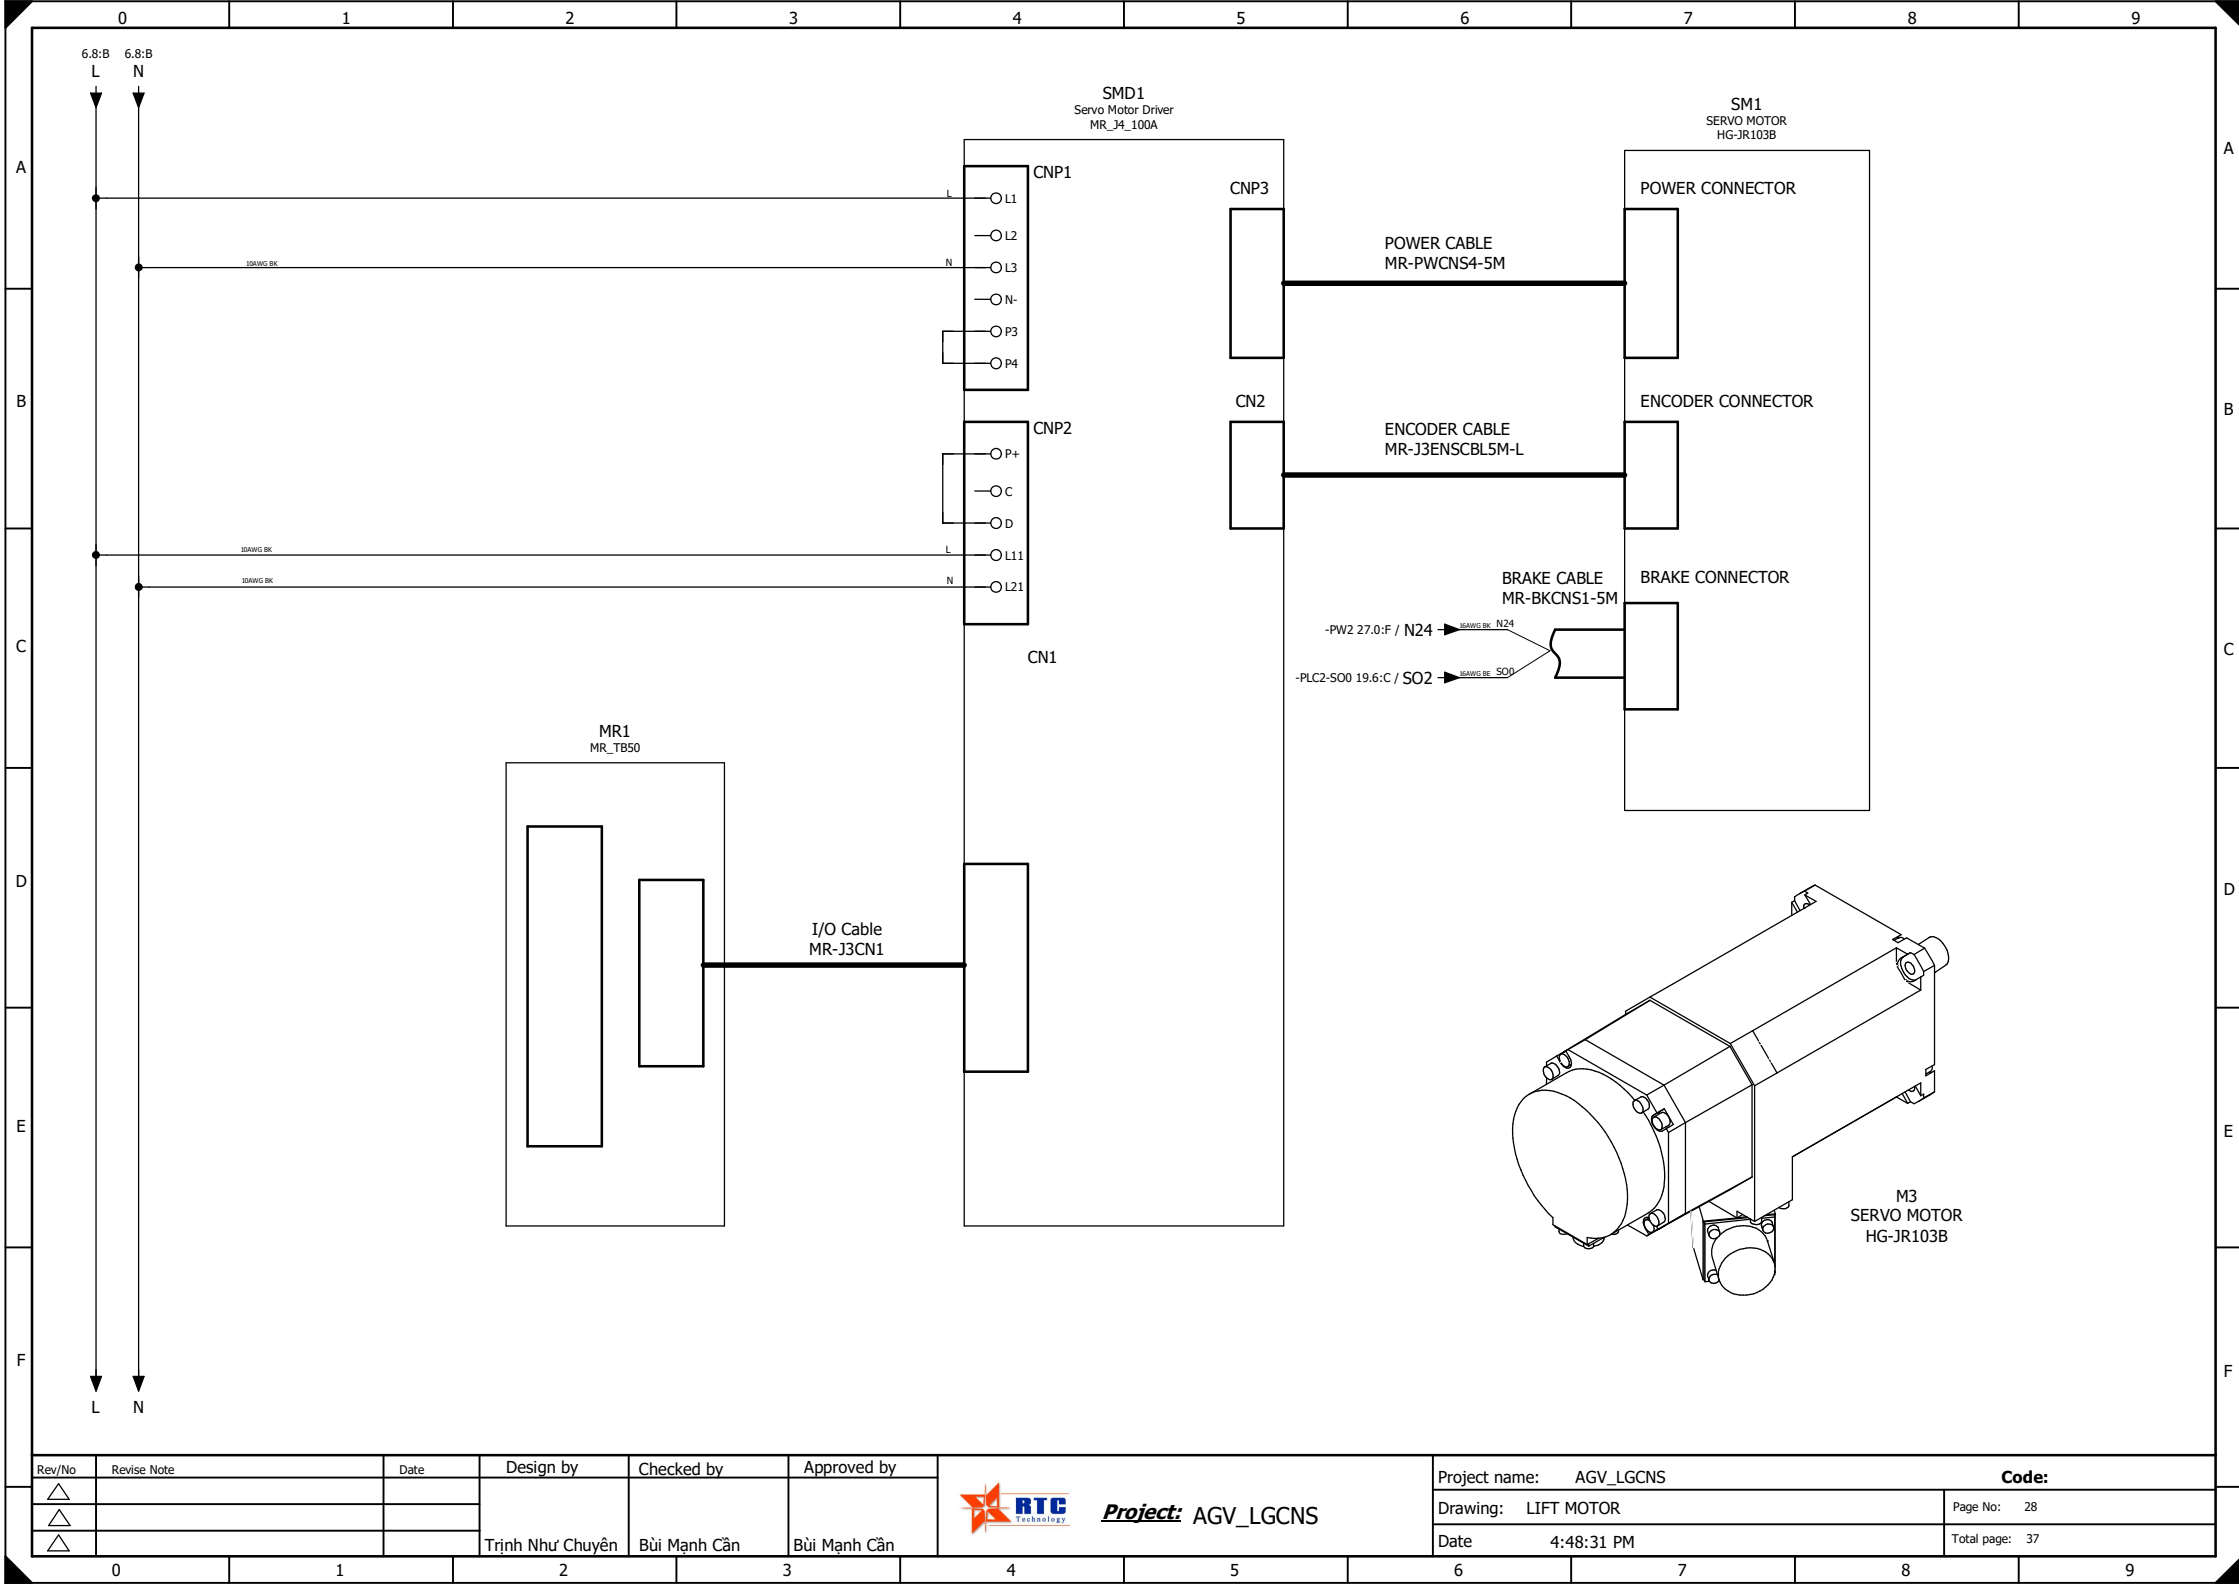 0 1 2 3 4 5 6 7 8 9
6.8:B 6.8:B
L N
SMD1
Servo Motor Driver
MR_J4_100A
SM1
SERVO MOTOR
HG-JR103B
A A
CNP1
L L1
L2
10AWG BK N L3
N-
P3
P4
CNP3
POWER CONNECTOR
POWER CABLE
MR-PWCNS4-5M
B B
CN2
ENCODER CONNECTOR
ENCODER CABLE
MR-J3ENSCBL5M-L
CNP2
P+
C
D
10AWG BK L L11
10AWG BK N L21
BRAKE CABLE
MR-BKCNS1-5M
BRAKE CONNECTOR
-PW2 27.0:F / N24 16AWG BK N24
-PLC2-SO0 19.6:C / SO2 16AWG BE SO0
C C
CN1
MR1
MR_TB50
D D
I/O Cable
MR-J3CN1
E E
M3
SERVO MOTOR
HG-JR103B
F F
L N
Rev/No Revise Note Date Design by Checked by Approved by
Trịnh Như Chuyên Bùi Mạnh Cần Bùi Mạnh Cần
RTC
Technology
Project: AGV_LGCNS
Project name: AGV_LGCNS Code:
Drawing: LIFT MOTOR Page No: 28
Date 4:48:31 PM Total page: 37
0 1 2 3 4 5 6 7 8 9